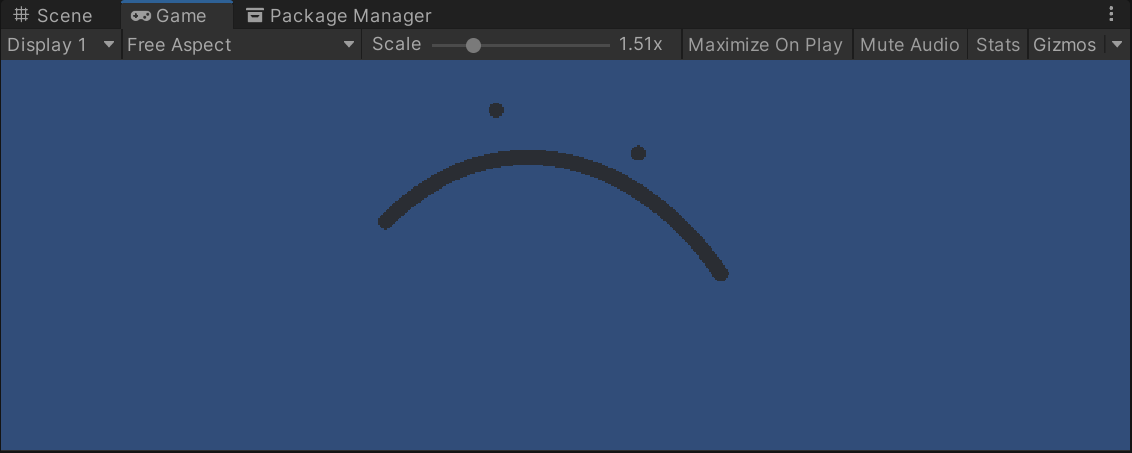 Scene Game Package Manager
Display 1 Free Aspect Scale 1.51x Maximize On Play Mute Audio Stats Gizmos